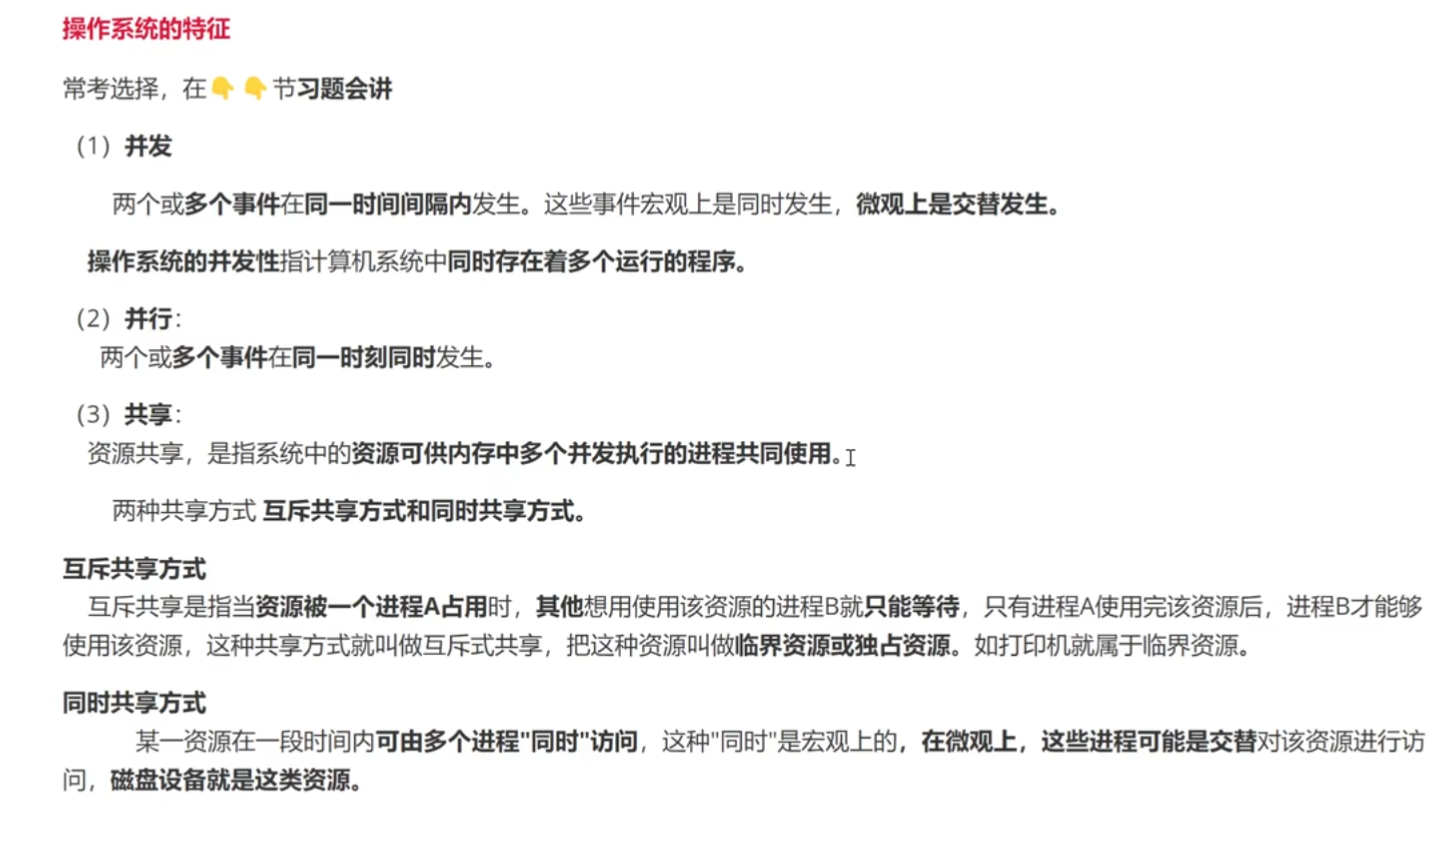 操作系统的特征
常考选择，在👇👇节习题会讲
（1）并发
两个或多个事件在同一时间间隔内发生。这些事件宏观上是同时发生，微观上是交替发生。
操作系统的并发性指计算机系统中同时存在着多个运行的程序。
（2）并行：
两个或多个事件在同一时刻同时发生。
（3）共享：
资源共享，是指系统中的资源可供内存中多个并发执行的进程共同使用。
两种共享方式 互斥共享方式和同时共享方式。
互斥共享方式
互斥共享是指当资源被一个进程A占用时，其他想用使用该资源的进程B就只能等待，只有进程A使用完该资源后，进程B才能够
使用该资源，这种共享方式就叫做互斥式共享，把这种资源叫做临界资源或独占资源。如打印机就属于临界资源。
同时共享方式
某一资源在一段时间内可由多个进程"同时"访问，这种"同时"是宏观上的，在微观上，这些进程可能是交替对该资源进行访
问，磁盘设备就是这类资源。